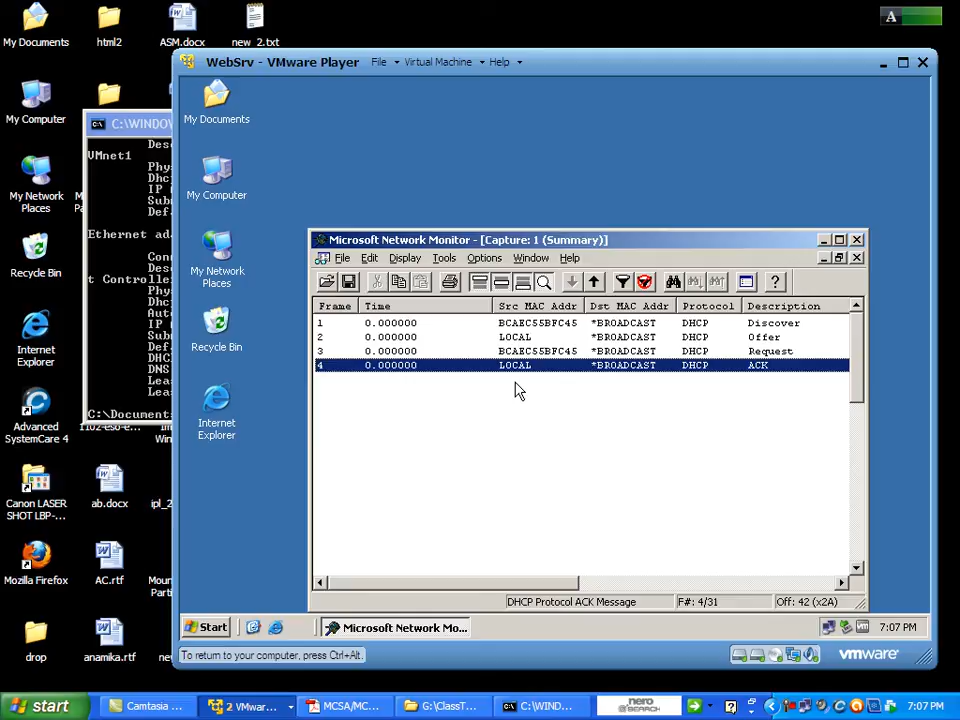 My Documents
html2
ASM.docx
new_2.txt
A
My Computer
My Network
Places
Recycle Bin
Internet
Explorer
Advanced
SystemCare 4
Canon LASER
SHOT LBP-...
ab.docx
Mozilla Firefox
AC.rtf
drop
anamika.rtf
C:\WINDO
VMnet1
Ethernet ad
t Controlle
C:\Document
WebSrv - VMware Player
File
Virtual Machine
Help
My Documents
My Computer
My Network
Places
Recycle Bin
Internet
Explorer
Microsoft Network Monitor - [Capture: 1 (Summary)]
File Edit Display Tools Options Window Help
Frame Time Src MAC Addr Dst MAC Addr Protocol Description
1 0.000000 BCAEC55BFC45 *BROADCAST DHCP Discover
2 0.000000 LOCAL *BROADCAST DHCP Offer
3 0.000000 BCAEC55BFC45 *BROADCAST DHCP Request
4 0.000000 LOCAL *BROADCAST DHCP ACK
DHCP Protocol ACK Message
F#: 4/31
Off: 42 (x2A)
Start
Microsoft Network Mo...
7:07 PM
To return to your computer, press Ctrl+Alt.
vmware
start
Camtasia ...
2 VMwar...
MCSA/MC...
G:\ClassT...
C:\WIND...
nero
SEARCH
7:07 PM